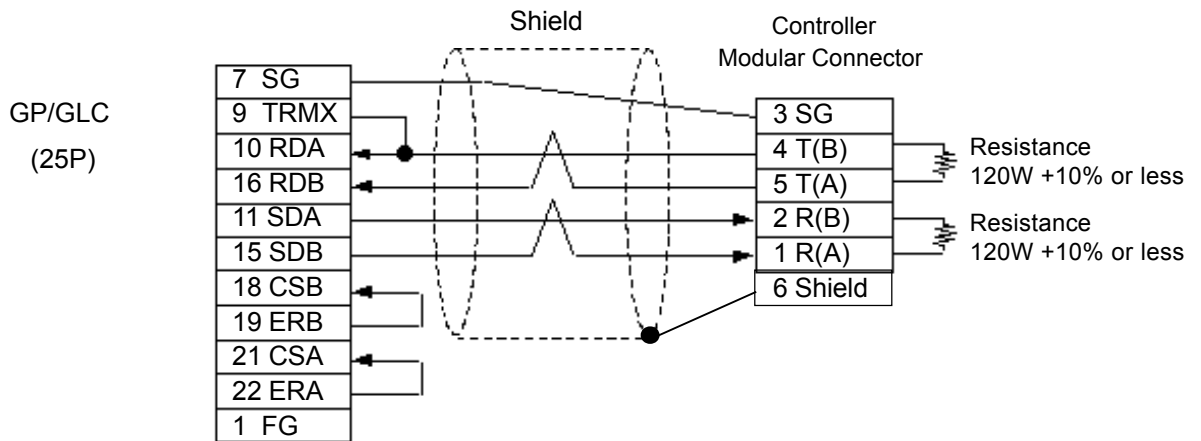 Shield
Controller
Modular Connector
GP/GLC
(25P)
7 SG
9 TRMX
10 RDA
16 RDB
11 SDA
15 SDB
18 CSB
19 ERB
21 CSA
22 ERA
1 FG
3 SG
4 T(B)
5 T(A)
2 R(B)
1 R(A)
6 Shield
Resistance
120W +10% or less
Resistance
120W +10% or less